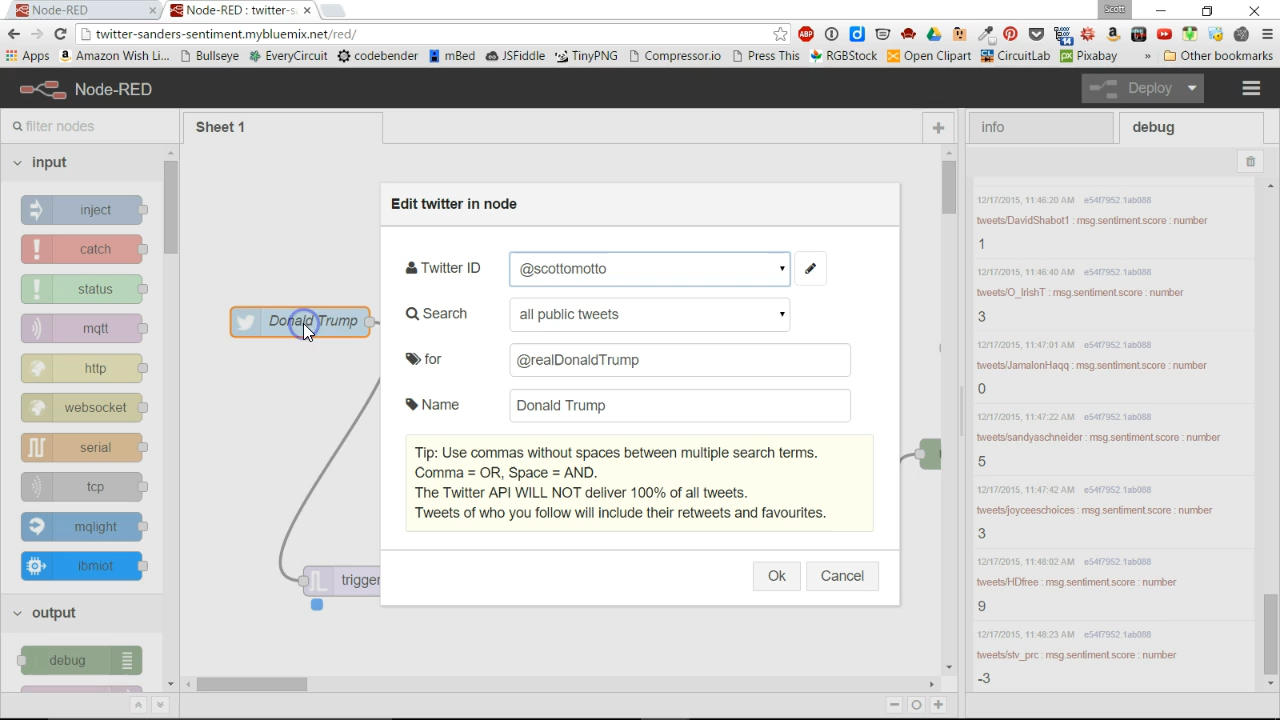 Node-RED
Node-RED : twitter-s
Scott
twitter-sanders-sentiment.mybluemix.net/red/
Apps Amazon Wish Li... Bullseye EveryCircuit codebender mBed JSFiddle TinyPNG Compressor.io Press This RGBStock Open Clipart CircuitLab Pixabay » Other bookmarks
Node-RED
Deploy
filter nodes
Sheet 1
info
debug
input
inject
catch
status
mqtt
http
websocket
serial
tcp
mqlight
ibmiot
output
debug
Donald Trump
trigger
Edit twitter in node
Twitter ID @scottomotto
Search all public tweets
for @realDonaldTrump
Name Donald Trump
Tip: Use commas without spaces between multiple search terms.
Comma = OR, Space = AND.
The Twitter API WILL NOT deliver 100% of all tweets.
Tweets of who you follow will include their retweets and favourites.
Ok Cancel
12/17/2015, 11:46:20 AM e54f7952.1ab088
tweets/DavidShabot1 : msg.sentiment.score : number
1
12/17/2015, 11:46:40 AM e54f7952.1ab088
tweets/O_IrishT : msg.sentiment.score : number
3
12/17/2015, 11:47:01 AM e54f7952.1ab088
tweets/JamalonHaqq : msg.sentiment.score : number
0
12/17/2015, 11:47:22 AM e54f7952.1ab088
tweets/sandyaschneider : msg.sentiment.score : number
5
12/17/2015, 11:47:42 AM e54f7952.1ab088
tweets/joyceeschoices : msg.sentiment.score : number
3
12/17/2015, 11:48:02 AM e54f7952.1ab088
tweets/HDfree : msg.sentiment.score : number
9
12/17/2015, 11:48:23 AM e54f7952.1ab088
tweets/stv_prc : msg.sentiment.score : number
-3